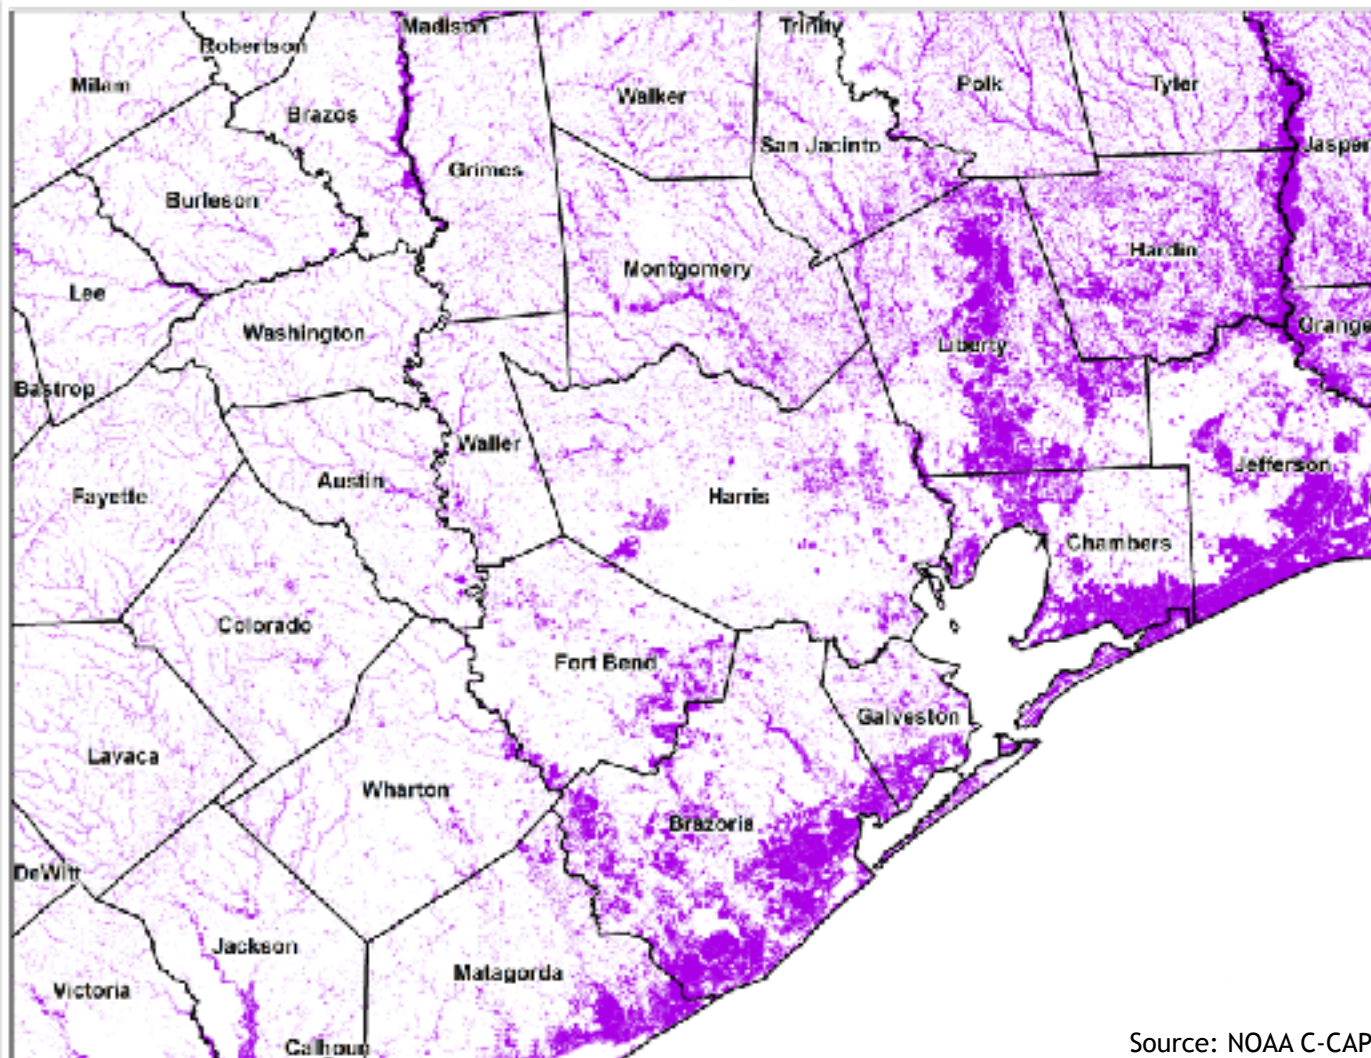 Madison
Trinity
Robertson
Milam
Walker
Polk
Tyler
Brazos
San Jacinto
Jasper
Grimes
Burleson
Hardin
Montgomery
Lee
Washington
Orange
Liberty
Bastrop
Waller
Austin
Jefferson
Fayette
Harris
Chambers
Colorado
Fort Bend
Galveston
Lavaca
Wharton
Brazoria
DeWitt
Jackson
Matagorda
Victoria
Calhoun
Source: NOAA C-CAP